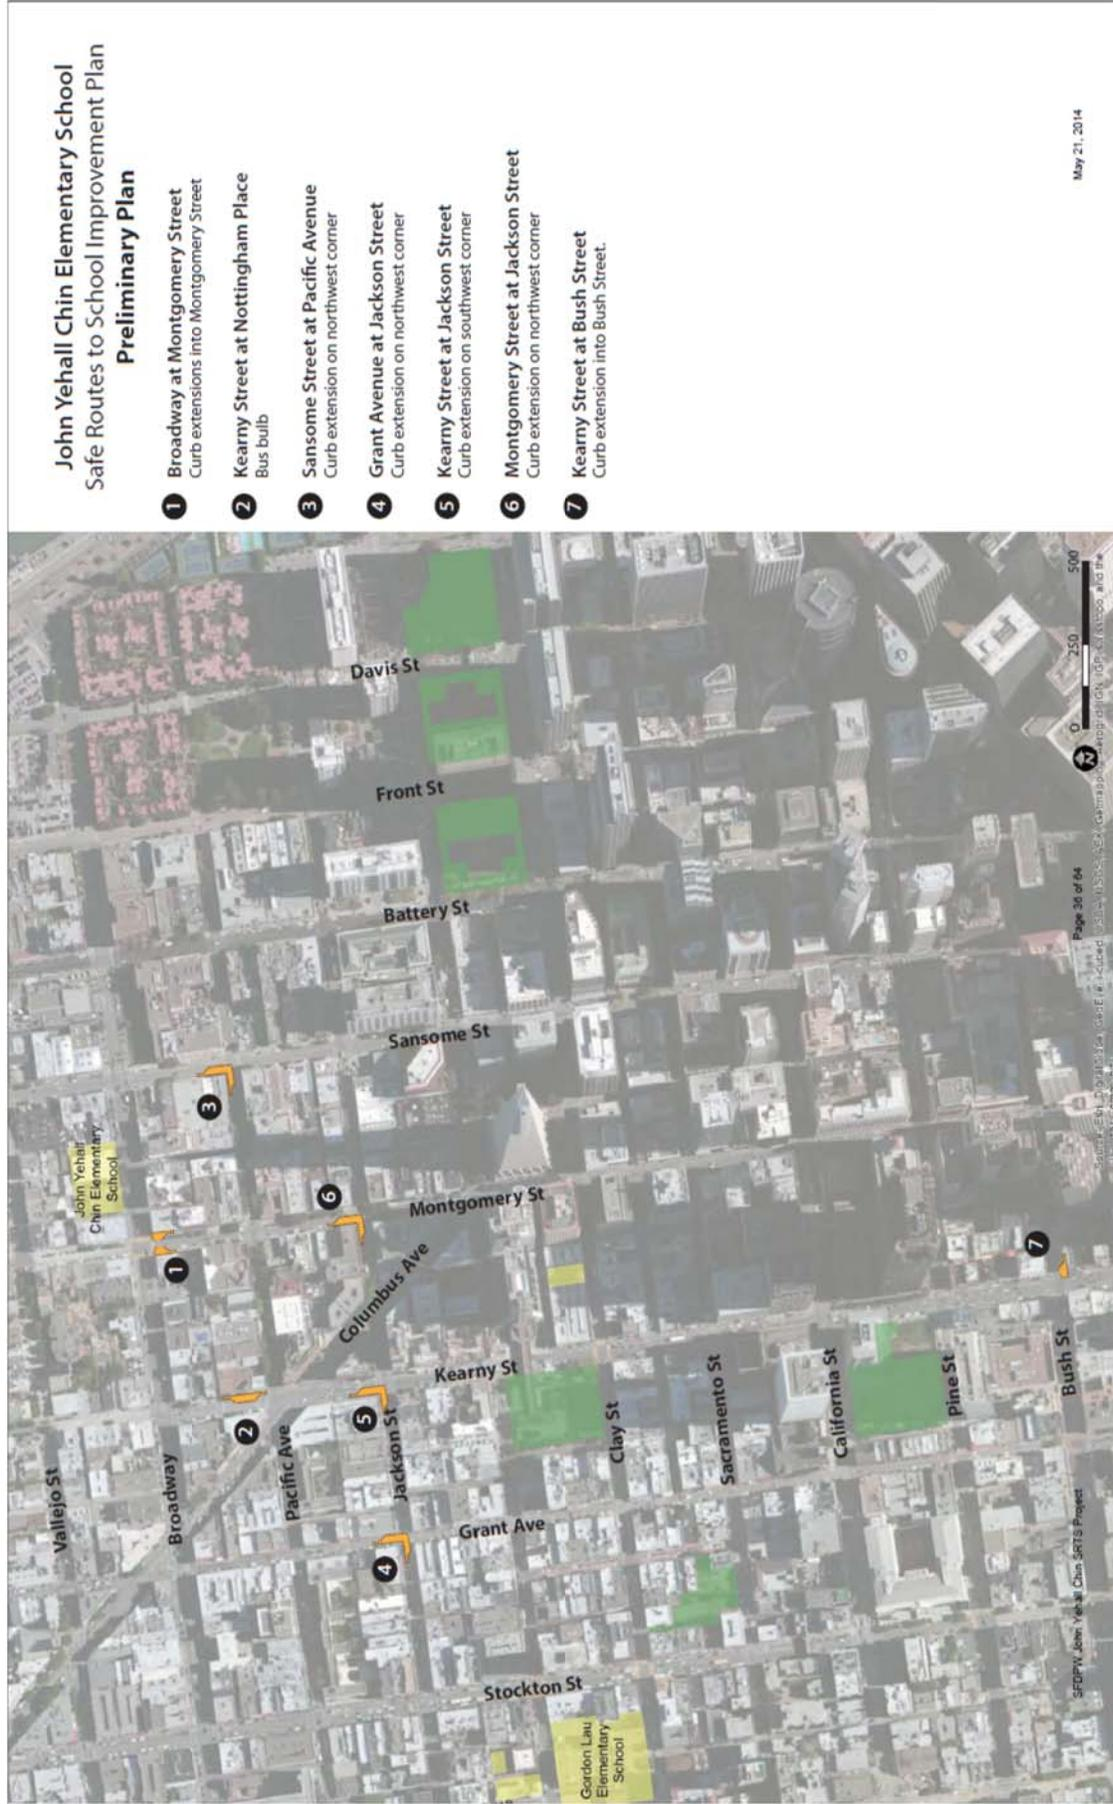 John Yehall Chin Elementary School
Safe Routes to School Improvement Plan
Preliminary Plan
1 Broadway at Montgomery Street
Curb extensions into Montgomery Street
2 Kearny Street at Nottingham Place
Bus bulb
3 Sansome Street at Pacific Avenue
Curb extension on northwest corner
4 Grant Avenue at Jackson Street
Curb extension on northwest corner
5 Kearny Street at Jackson Street
Curb extension on southwest corner
6 Montgomery Street at Jackson Street
Curb extension on northwest corner
7 Kearny Street at Bush Street
Curb extension into Bush Street.
May 21, 2014
Vallejo St
John Yehall
Chin Elementary
School
1
Broadway
3
2
Pacific Ave
6
Columbus Ave
5
Jackson St
4
Davis St
Front St
Battery St
Sansome St
Montgomery St
Kearny St
Grant Ave
Stockton St
Gordon Lau
Elementary
School
Clay St
Sacramento St
California St
Pine St
Bush St
7
N
0 250 500
SFDPW John Yehall Chin SRTS Project
Page 36 of 64